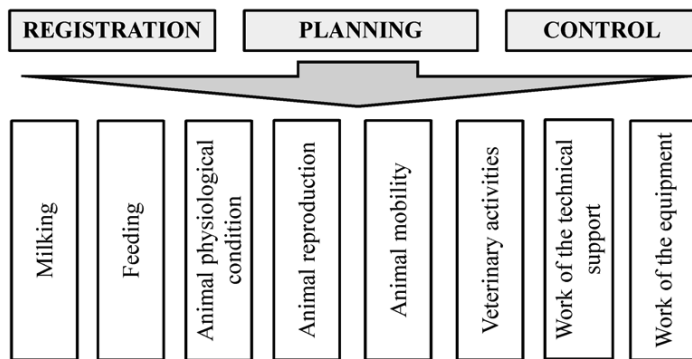 REGISTRATION
PLANNING
CONTROL
Milking
Feeding
Animal physiological
condition
Animal reproduction
Animal mobility
Veterinary activities
Work of the technical
support
Work of the equipment